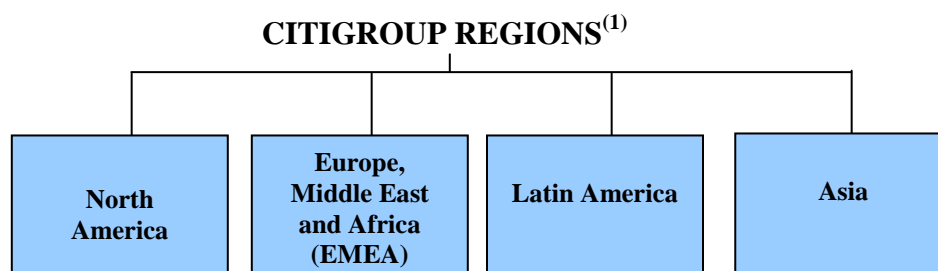 CITIGROUP REGIONS(1)
North
America
Europe,
Middle East
and Africa
(EMEA)
Latin America
Asia